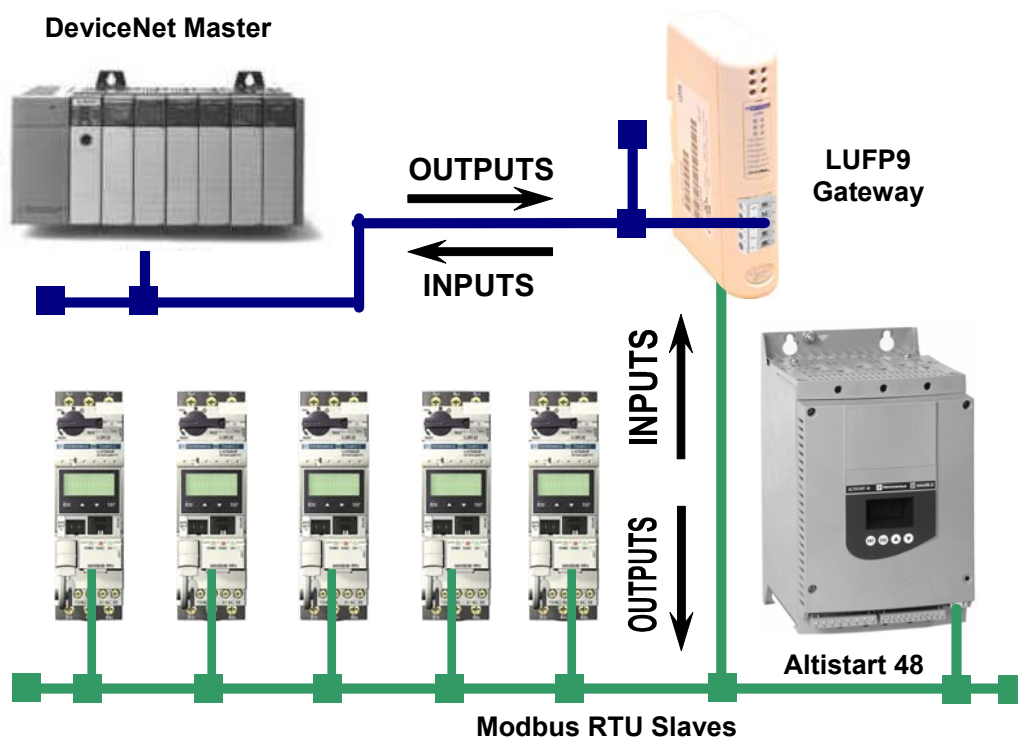 DeviceNet Master
LUFP9
Gateway
OUTPUTS
INPUTS
INPUTS
OUTPUTS
Altistart 48
Modbus RTU Slaves